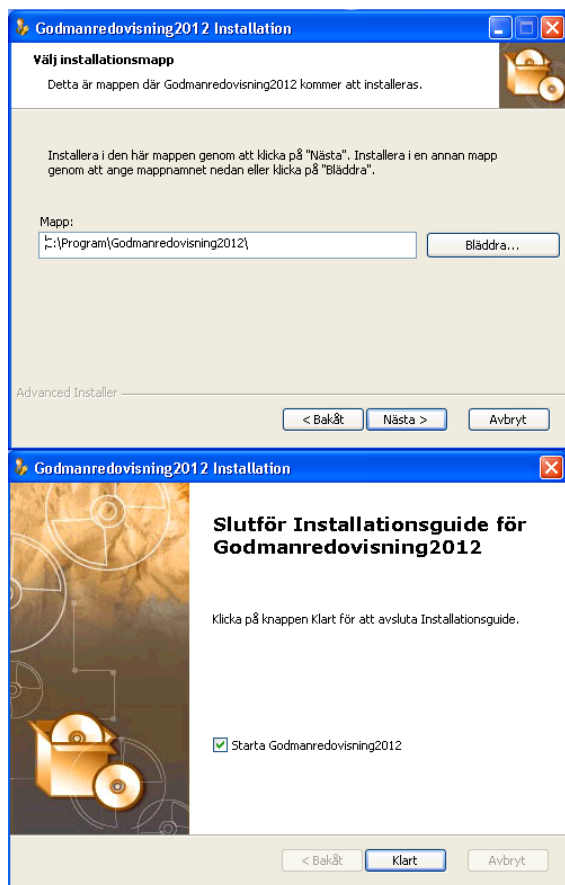 Godmanredovisning2012 Installation
Välj installationsmapp
Detta är mappen där Godmanredovisning2012 kommer att installeras.
Installera i den här mappen genom att klicka på "Nästa". Installera i en annan mapp
genom att ange mappnamnet nedan eller klicka på "Bläddra".
Mapp:
C:\Program\Godmanredovisning2012\
Bläddra...
Advanced Installer
< Bakåt
Nästa >
Avbryt
Godmanredovisning2012 Installation
Slutför Installationsguide för
Godmanredovisning2012
Klicka på knappen Klart för att avsluta Installationsguide.
Starta Godmanredovisning2012
< Bakåt
Klart
Avbryt